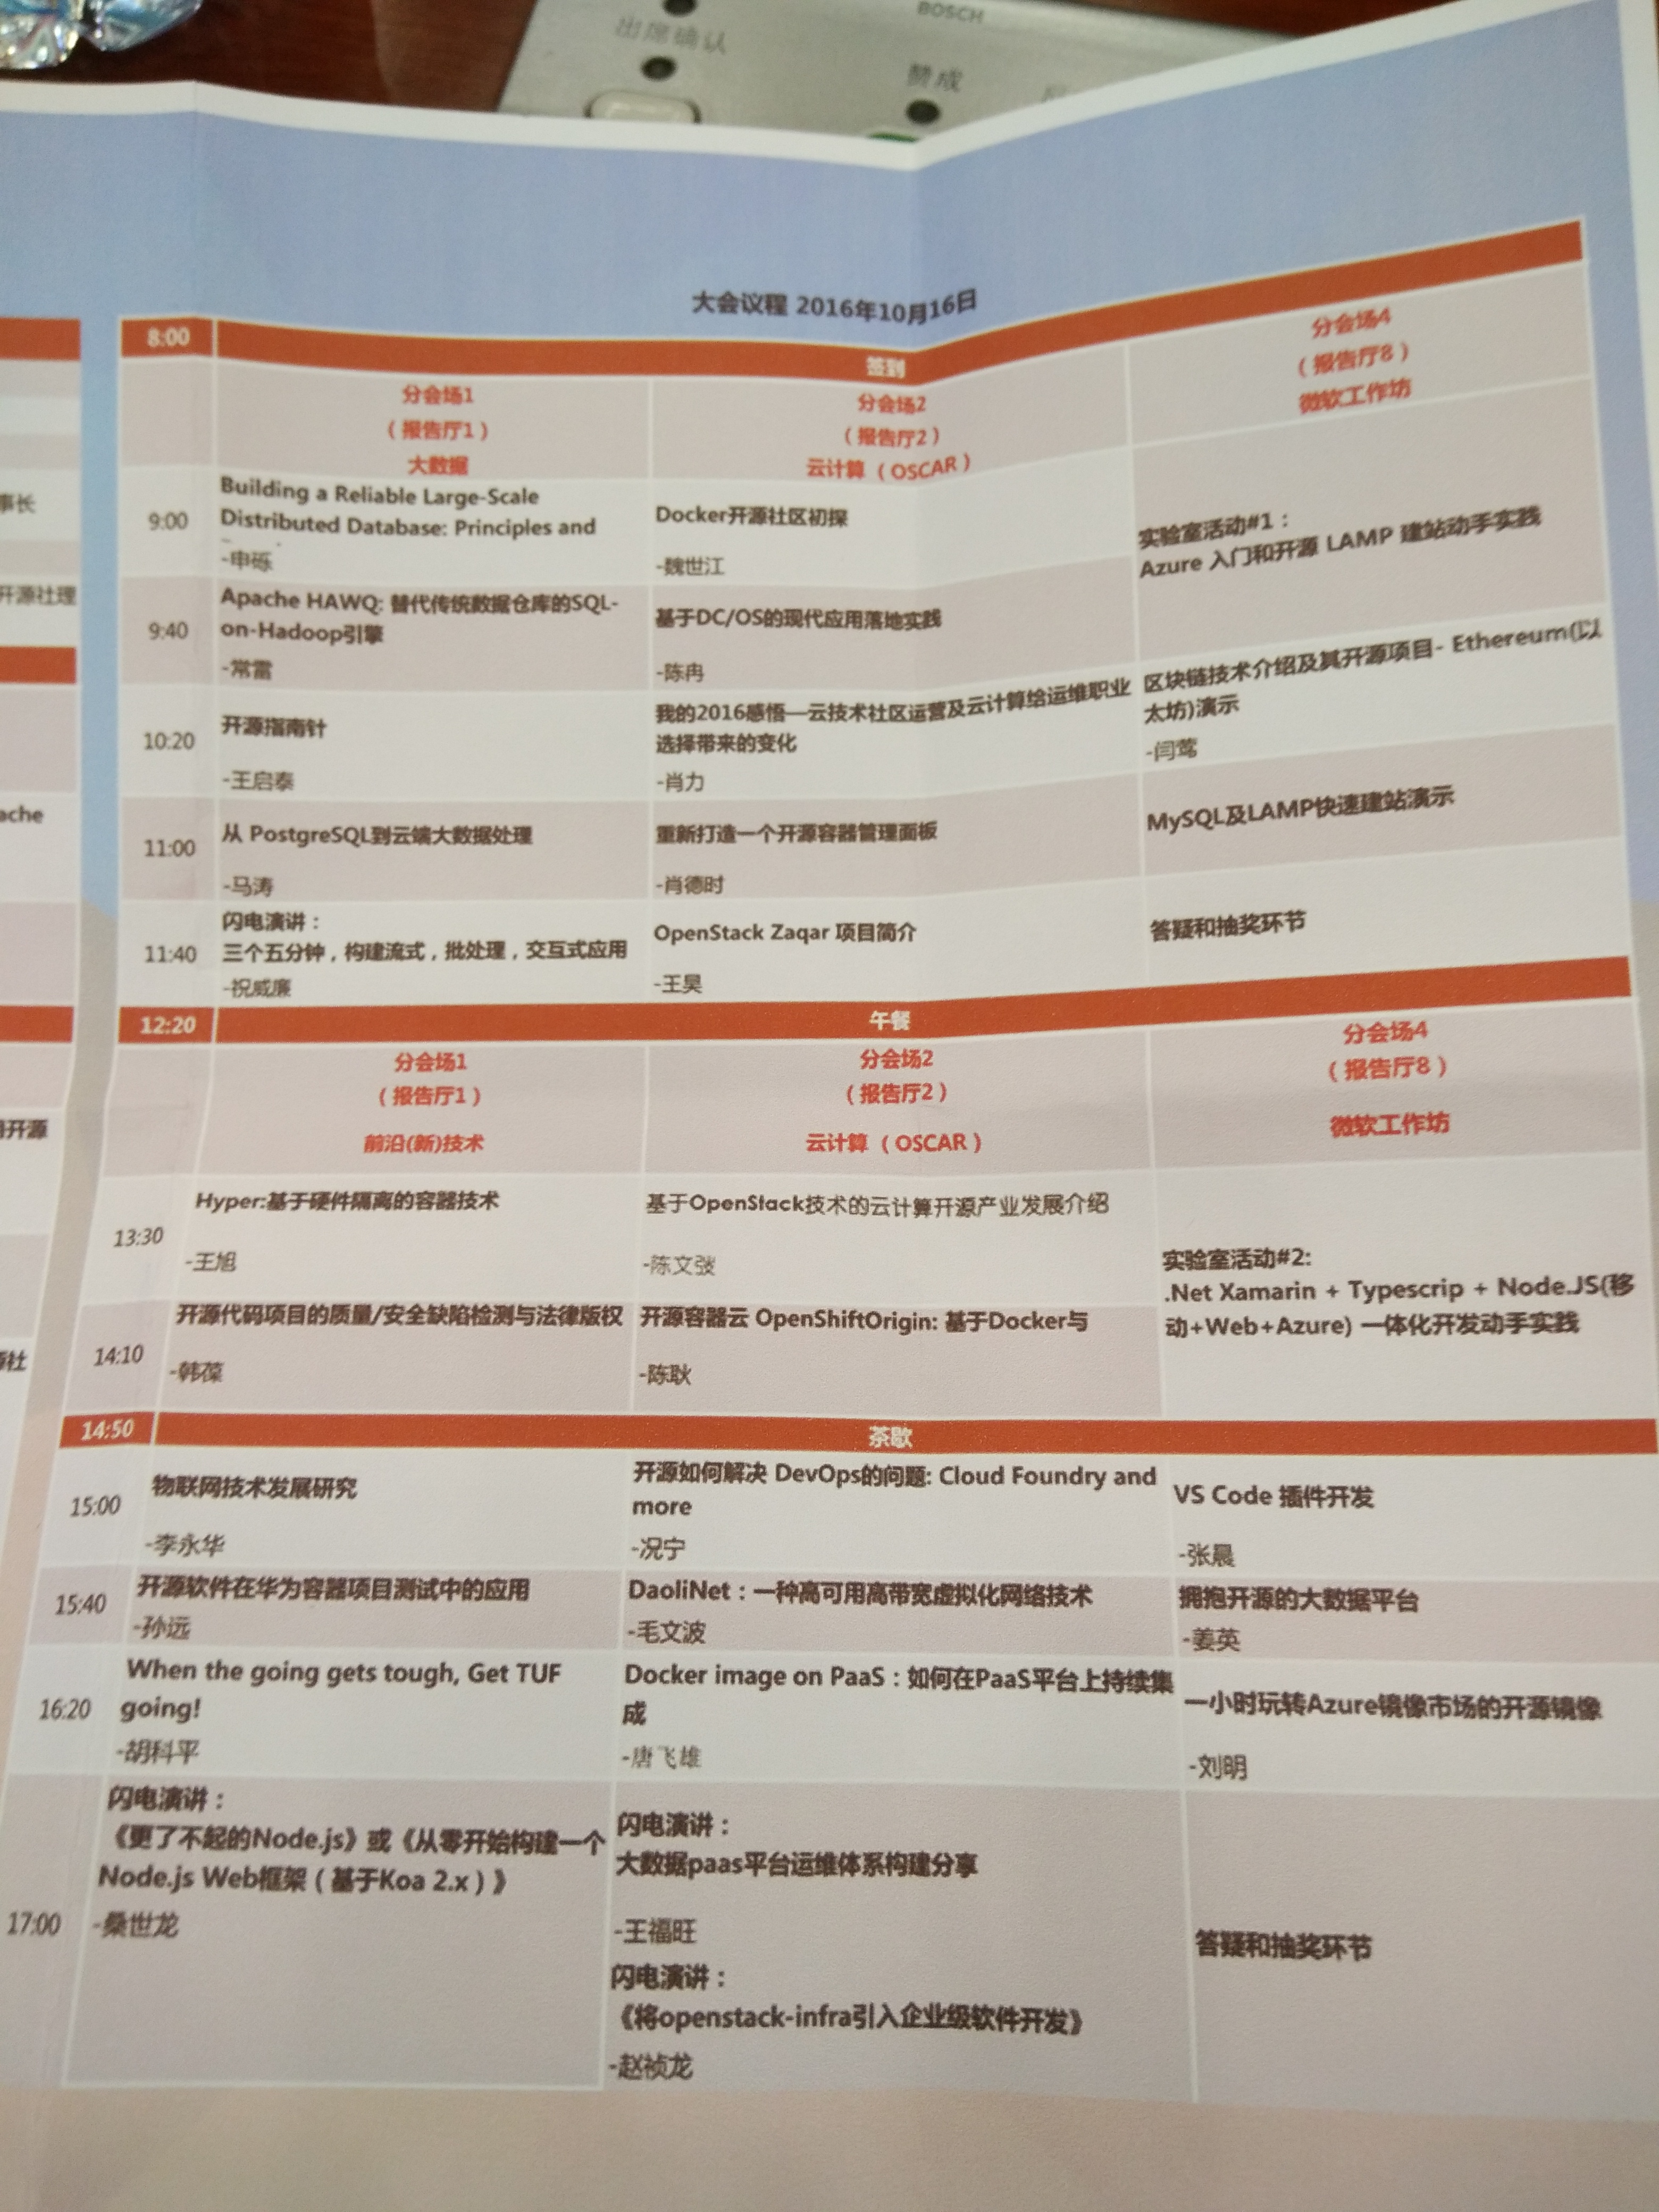 BOSCH
出席确认
赞成
大会议程 2016年10月16日
8:00
签到
分会场1
（报告厅1）
大数据
分会场2
（报告厅2）
云计算（OSCAR）
分会场4
（报告厅8）
微软工作坊
9:00
Building a Reliable Large-Scale
Distributed Database: Principles and
-申砾
Docker开源社区初探
-魏世江
实验室活动#1：
Azure 入门和开源 LAMP 建站动手实践
9:40
Apache HAWQ: 替代传统数据仓库的SQL-
on-Hadoop引擎
-常雷
基于DC/OS的现代应用落地实践
-陈冉
10:20
开源指南针
-王启泰
我的2016感悟—云技术社区运营及云计算给运维职业
选择带来的变化
-肖力
区块链技术介绍及其开源项目- Ethereum(以
太坊)演示
-闫莺
11:00
从 PostgreSQL到云端大数据处理
-马涛
重新打造一个开源容器管理面板
-肖德时
MySQL及LAMP快速建站演示
11:40
闪电演讲：
三个五分钟，构建流式，批处理，交互式应用
-祝威廉
OpenStack Zaqar 项目简介
-王昊
答疑和抽奖环节
12:20
午餐
分会场1
（报告厅1）
前沿(新)技术
分会场2
（报告厅2）
云计算（OSCAR）
分会场4
（报告厅8）
微软工作坊
13:30
Hyper:基于硬件隔离的容器技术
-王旭
基于OpenStack技术的云计算开源产业发展介绍
-陈文弢
实验室活动#2:
.Net Xamarin + Typescrip + Node.JS(移
动+Web+Azure) 一体化开发动手实践
14:10
开源代码项目的质量/安全缺陷检测与法律版权
-韩葆
开源容器云 OpenShiftOrigin: 基于Docker与
-陈耿
14:50
茶歇
15:00
物联网技术发展研究
-李永华
开源如何解决 DevOps的问题: Cloud Foundry and
more
-况宁
VS Code 插件开发
-张晨
15:40
开源软件在华为容器项目测试中的应用
-孙远
DaoliNet：一种高可用高带宽虚拟化网络技术
-毛文波
拥抱开源的大数据平台
-姜英
16:20
When the going gets tough, Get TUF
going!
-胡科平
Docker image on PaaS：如何在PaaS平台上持续集
成
-唐飞雄
一小时玩转Azure镜像市场的开源镜像
-刘明
17:00
闪电演讲：
《更了不起的Node.js》或《从零开始构建一个
Node.js Web框架（基于Koa 2.x）》
-桑世龙
闪电演讲：
大数据paas平台运维体系构建分享
-王福旺
闪电演讲：
《将openstack-infra引入企业级软件开发》
-赵祯龙
答疑和抽奖环节
事长
开源社理
ache
开源
社